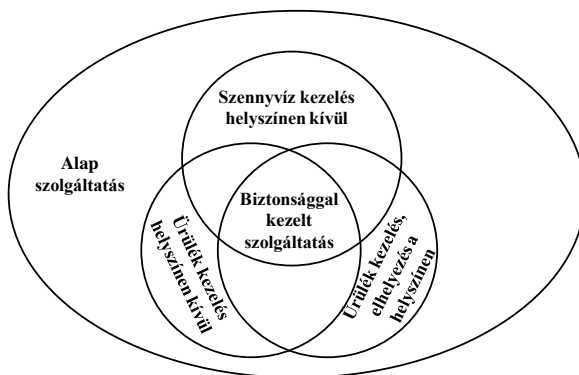 Szennyvíz kezelés
helyszínen kívül
Alap
szolgáltatás
Biztonsággal
kezelt
szolgáltatás
Ürülék kezelés
helyszínen kívül
Ürülék kezelés,
elhelyezés a
helyszínen